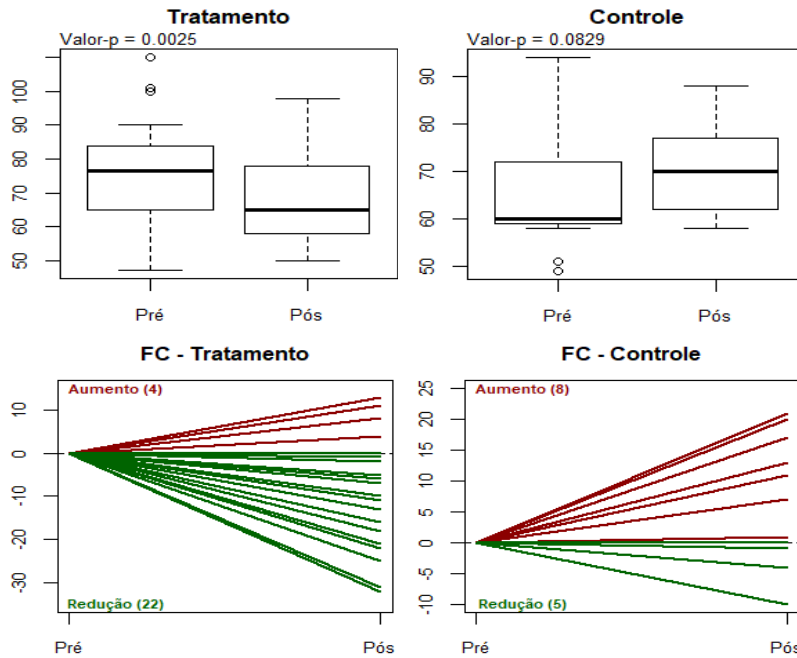 Tratamento
Valor-p = 0.0025
100
90
80
70
60
50
Pré Pós
Controle
Valor-p = 0.0829
90
80
70
60
50
Pré Pós
FC - Tratamento
Aumento (4)
10
0
-10
-20
-30
Redução (22)
Pré Pós
FC - Controle
Aumento (8)
25
20
15
10
5
0
-5
-10
Redução (5)
Pré Pós